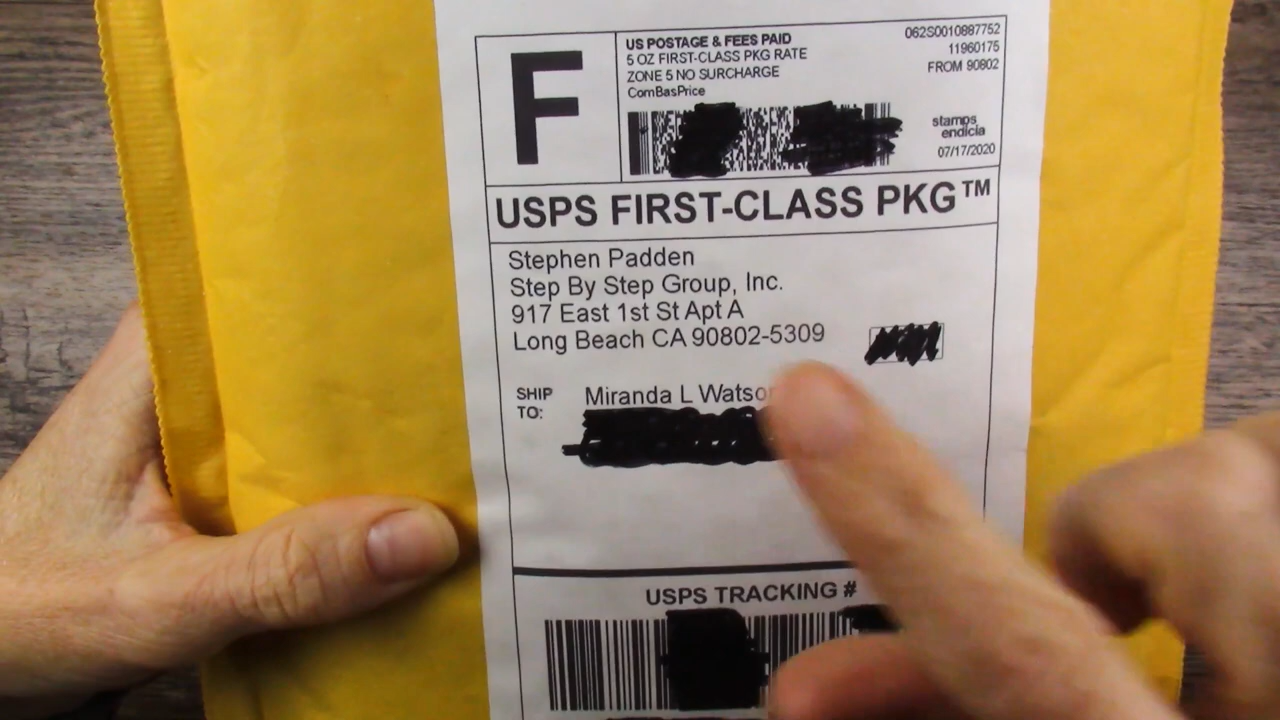 F
US POSTAGE & FEES PAID
5 OZ FIRST-CLASS PKG RATE
ZONE 5 NO SURCHARGE
ComBasPrice
062S0010887752
11960175
FROM 90802
stamps
endicia
07/17/2020
USPS FIRST-CLASS PKG™
Stephen Padden
Step By Step Group, Inc.
917 East 1st St Apt A
Long Beach CA 90802-5309
SHIP
TO:
Miranda L Watson
USPS TRACKING #